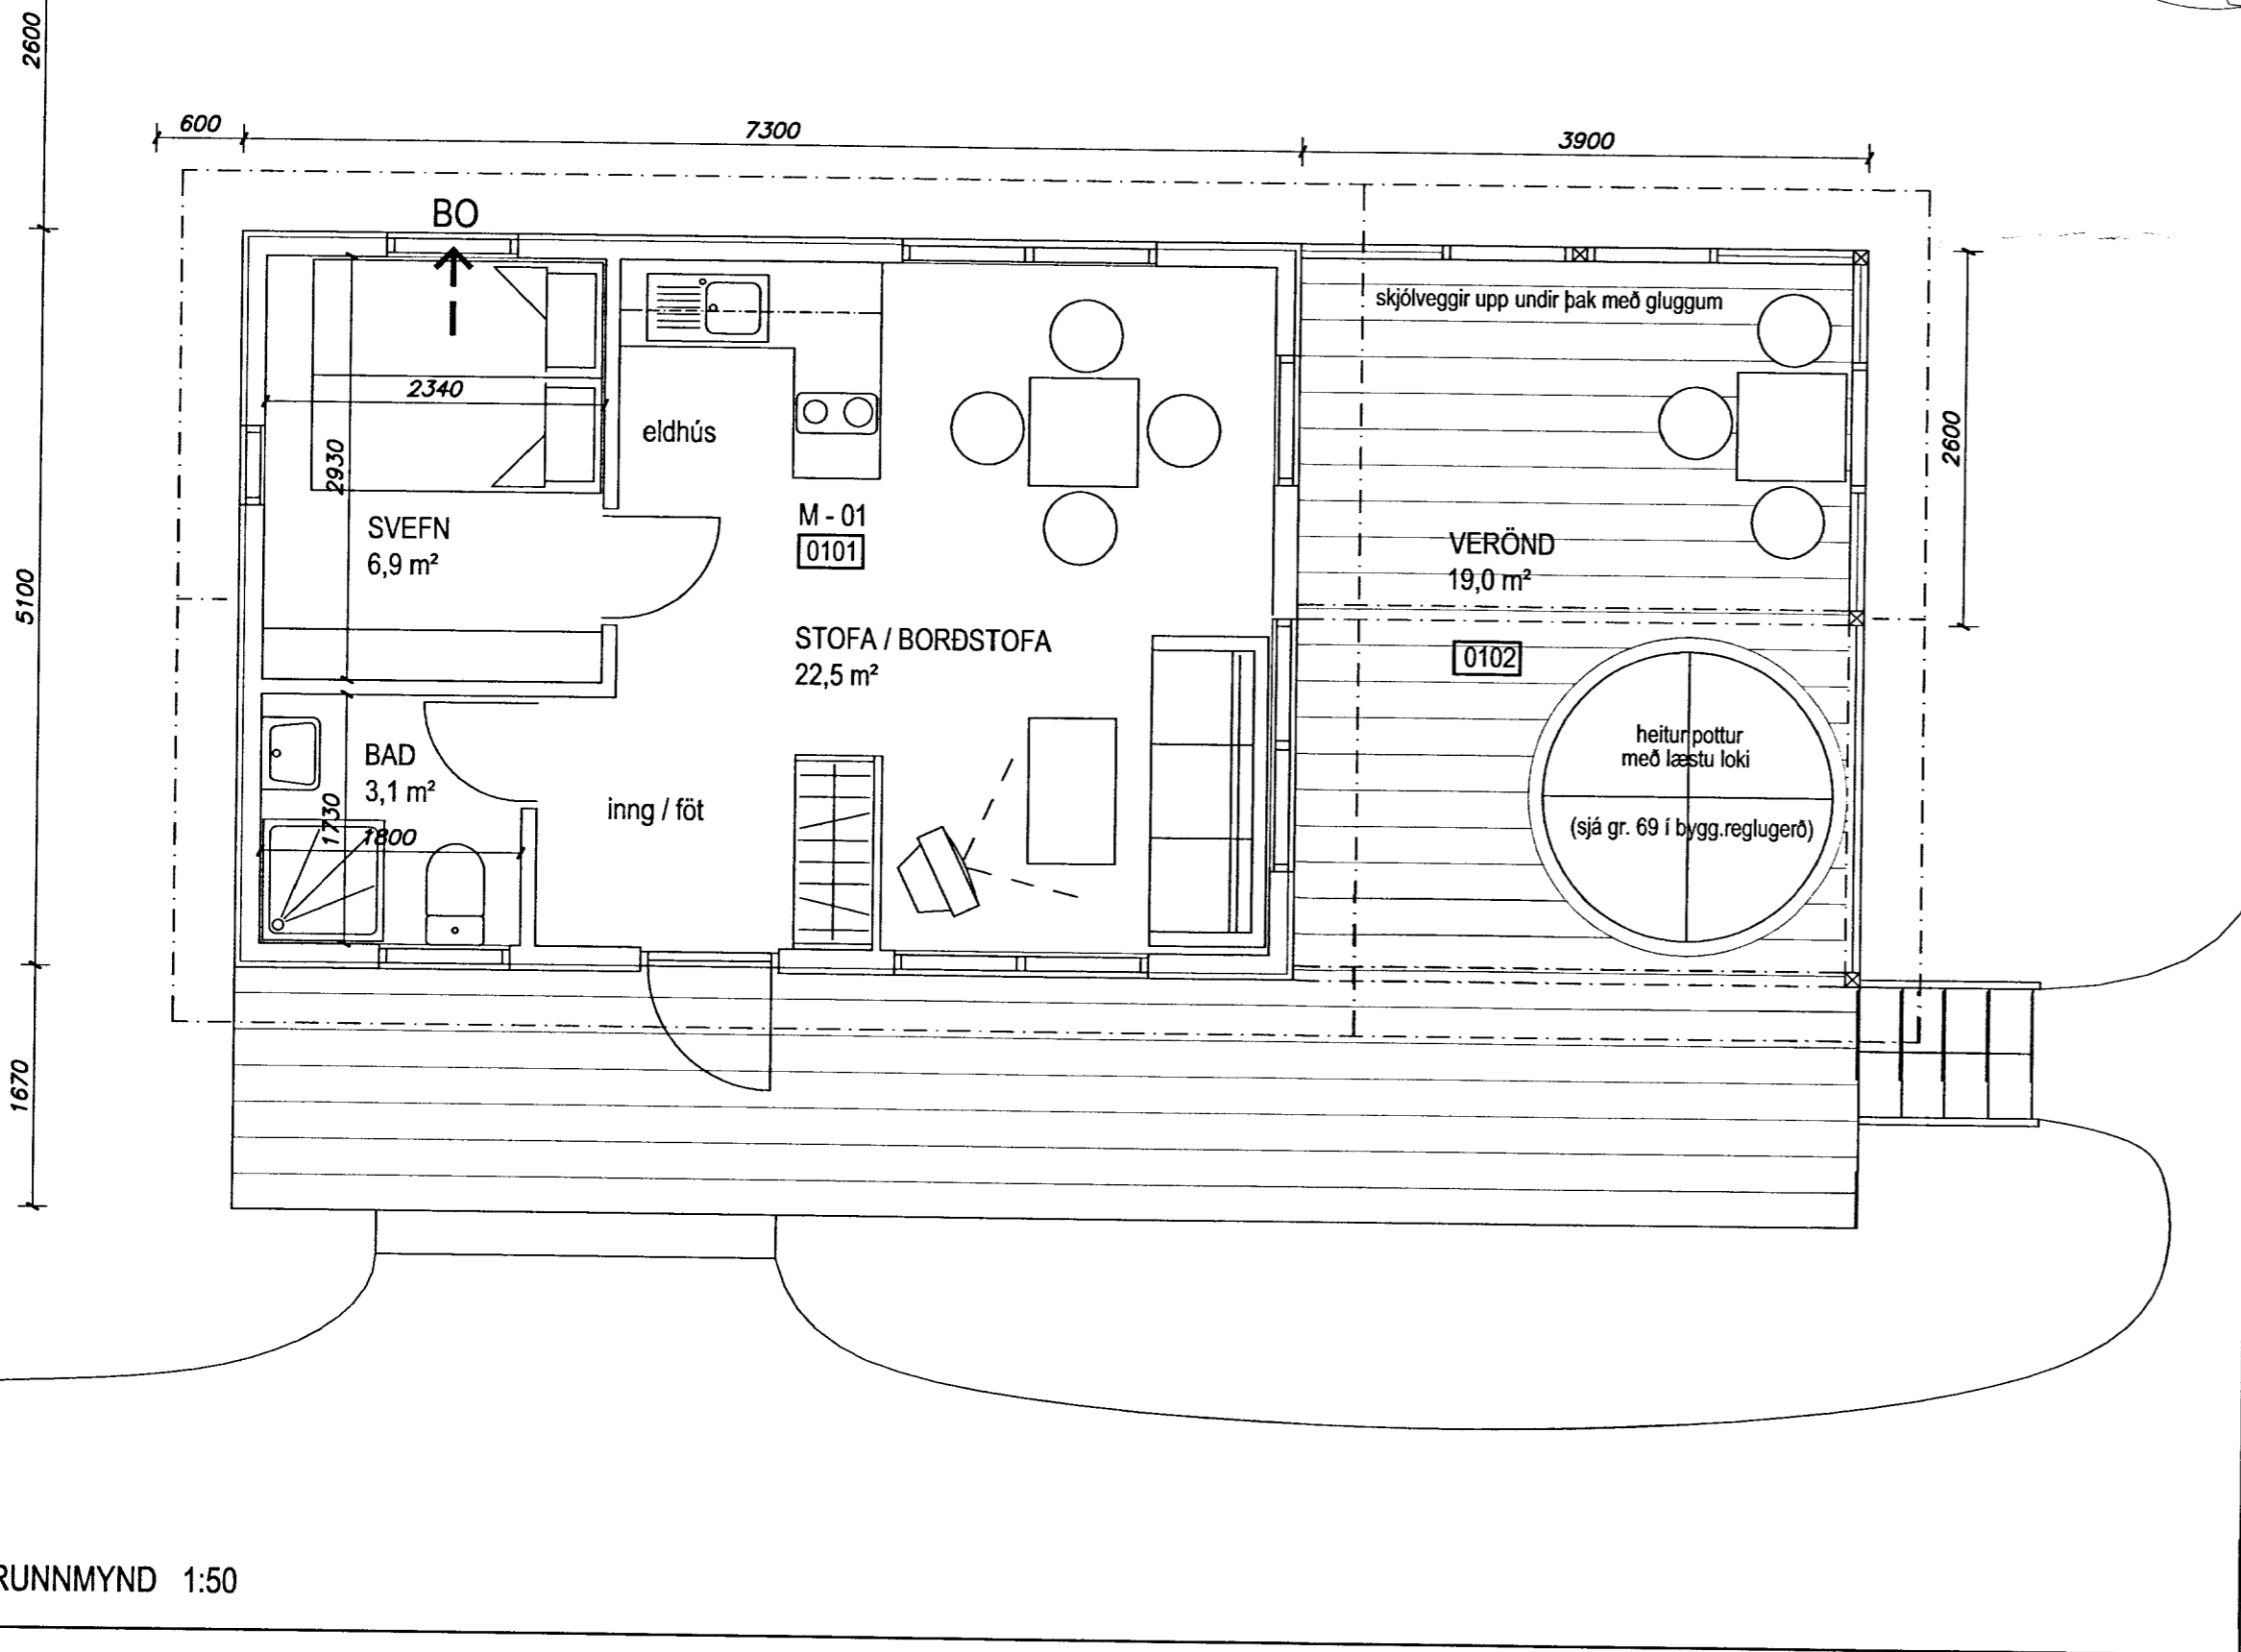 2600
600
7300
3900
BO
skjólveggir upp undir þak með gluggum
2340
eldhús
2930
2600
SVEFN
6,9 m²
M - 01
0101
VERÖND
19,0 m²
5100
STOFA / BORÐSTOFA
22,5 m²
0102
heitur pottur
með læstu loki
(sjá gr. 69 í bygg.reglugerð)
BAD
3,1 m²
1730
1800
inng / föt
1670
RUNNMYND 1:50